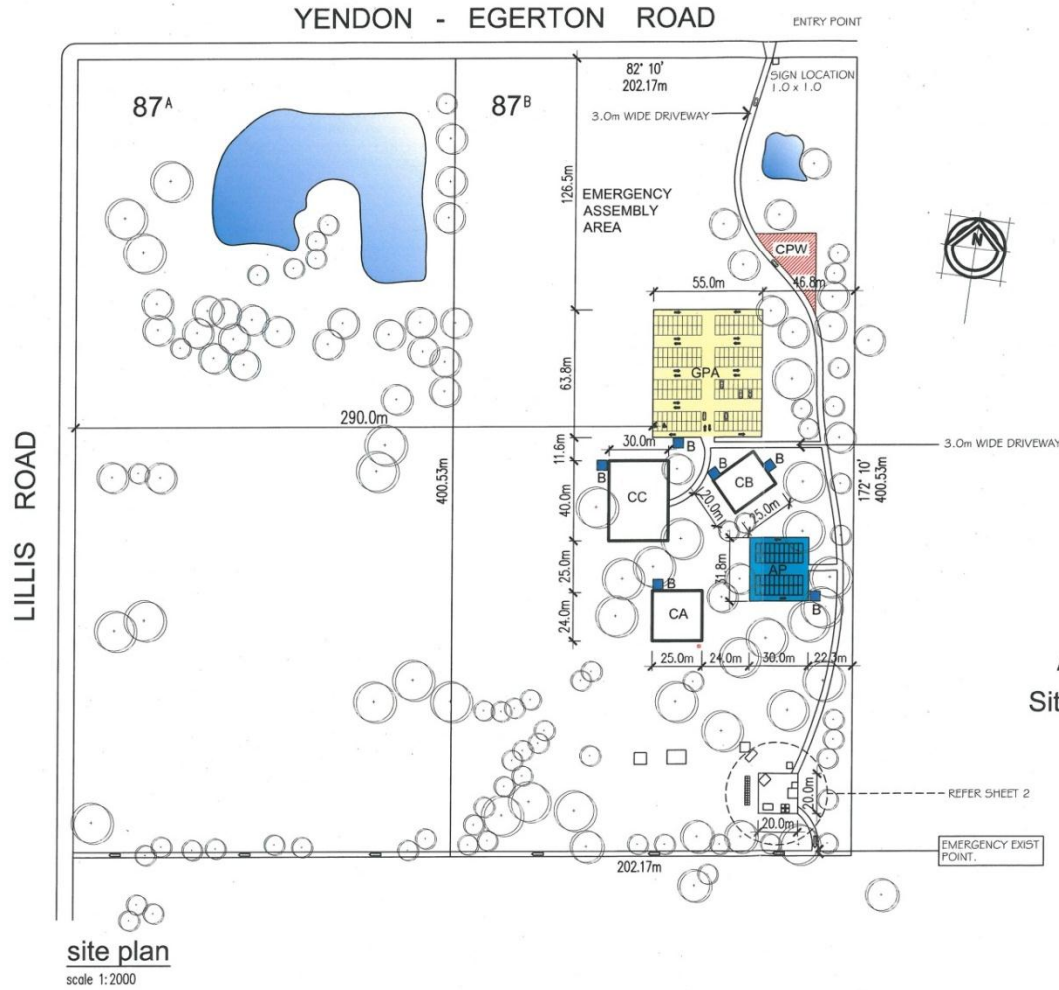 YENDON - EGERTON ROAD
ENTRY POINT
82° 10'
202.17m
SIGN LOCATION
1.0 x 1.0
87A
87B
3.0m WIDE DRIVEWAY
126.5m
EMERGENCY
ASSEMBLY
AREA
N
CPW
55.0m
46.8m
63.8m
GPA
290.0m
LILLIS ROAD
400.53m
11.6m
30.0m
B
3.0m WIDE DRIVEWAY
B
B
B
CC
CB
40.0m
20.0m
25.0m
172° 10'
400.53m
25.0m
31.8m
AP
B
B
24.0m
CA
25.0m
24.0m
30.0m
22.3m
Sit
20.0m
REFER SHEET 2
20.0m
EMERGENCY EXIST
POINT.
202.17m
site plan
scale 1:2000